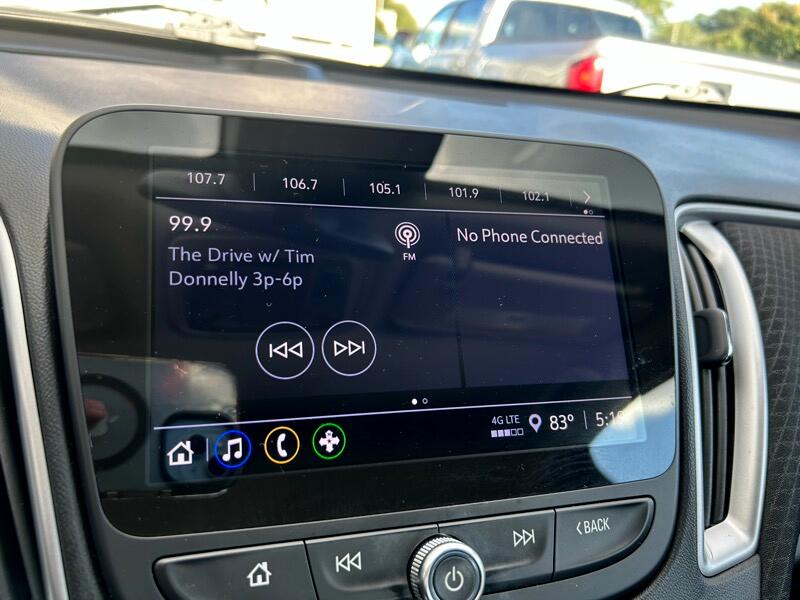 107.7 106.7 105.1 101.9 102.1
99.9
FM
No Phone Connected
The Drive w/ Tim
Donnelly 3p-6p
4G LTE
83°
BACK